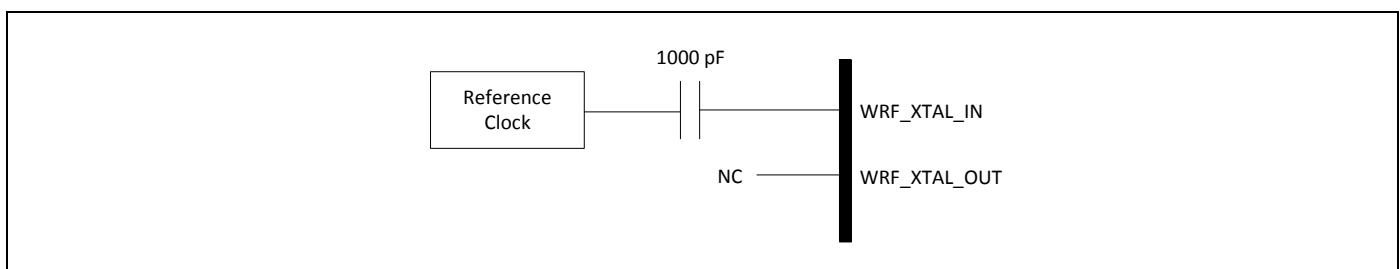 1000 pF
Reference
Clock
WRF_XTAL_IN
NC
WRF_XTAL_OUT